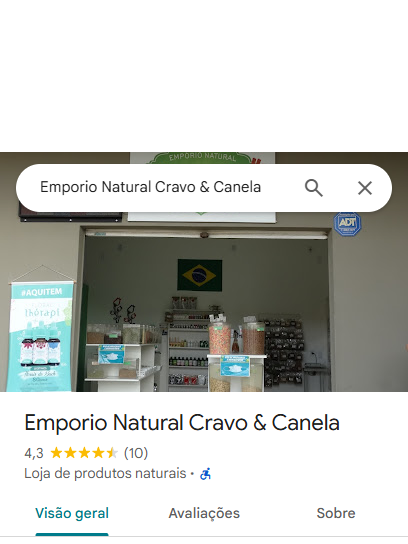 EMPORIO NATURAL
Emporio Natural Cravo & Canela
ADT
#AQUITEM
Therapi
Emporio Natural Cravo & Canela
4,3 (10)
Loja de produtos naturais ·
Visão geral Avaliações Sobre